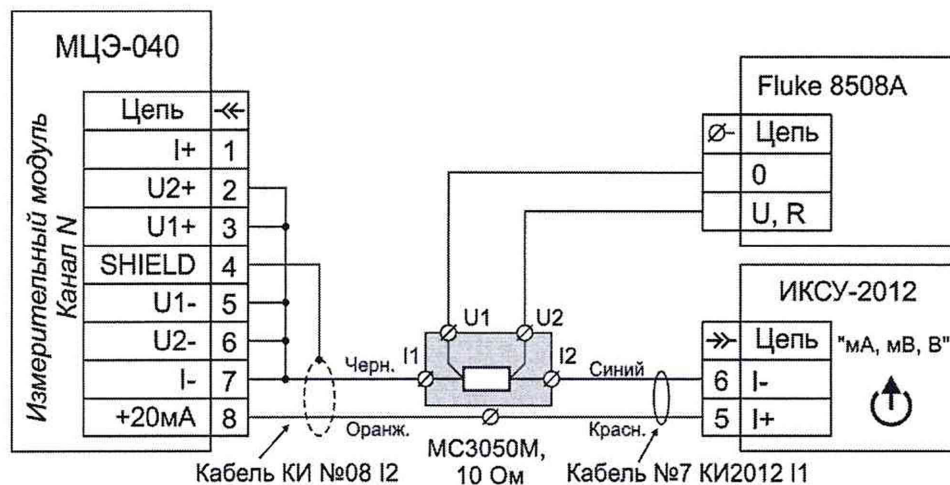 МЦЭ-040
Измерительный модуль
Канал N
Цепь
I+ 1
U2+ 2
U1+ 3
SHIELD 4
U1- 5
U2- 6
I- 7
+20мА 8
Fluke 8508A
Цепь
0
U, R
ИКСУ-2012
Цепь
"мА, мВ, В"
6 I-
5 I+
U1 U2
I1 I2
Черн.
Синий
Оранж.
Красн.
МС3050М,
10 Ом
Кабель КИ №08 I2
Кабель №7 КИ2012 I1